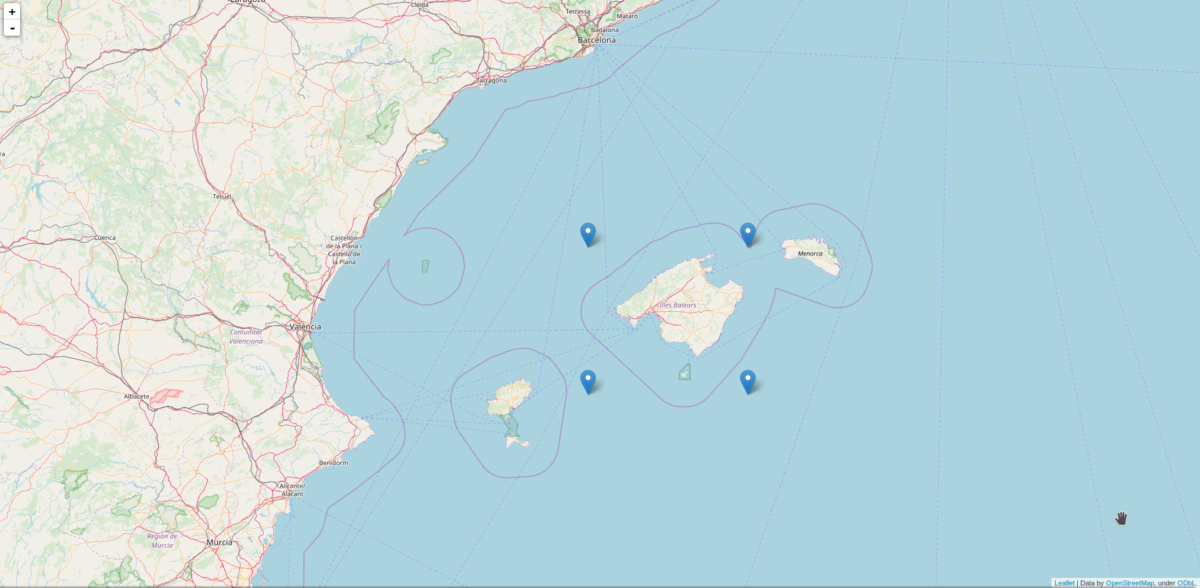 +
-
Lleida
Terrassa
Mataró
Badalona
Barcelona
Tarragona
Teruel
Cuenca
Castellón
de la Plana /
Castelló de
la Plana
Menorca
Illes Balears
València
Comunitat
Valenciana
Albacete
Benidorm
Alicante/
Alacant
Región de
Murcia
Murcia
Leaflet | Data by OpenStreetMap, under ODbL.